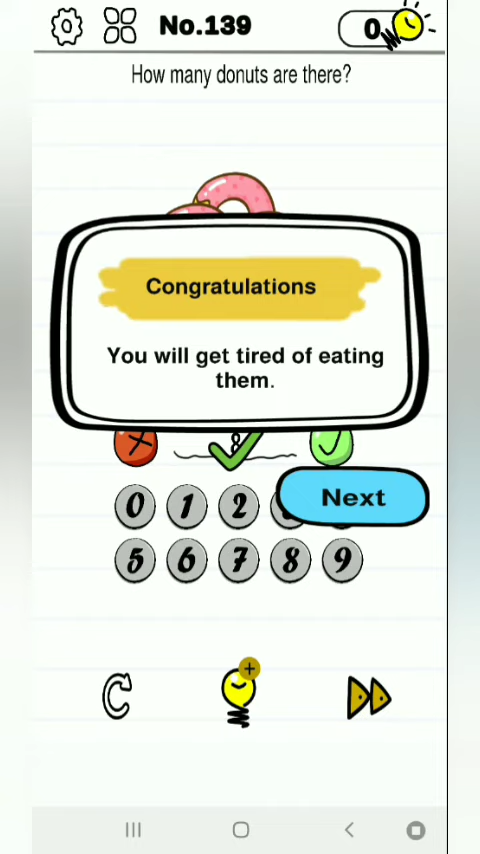 No.139
0
How many donuts are there?
Congratulations
You will get tired of eating
them.
8
0 1 2
Next
5 6 7 8 9